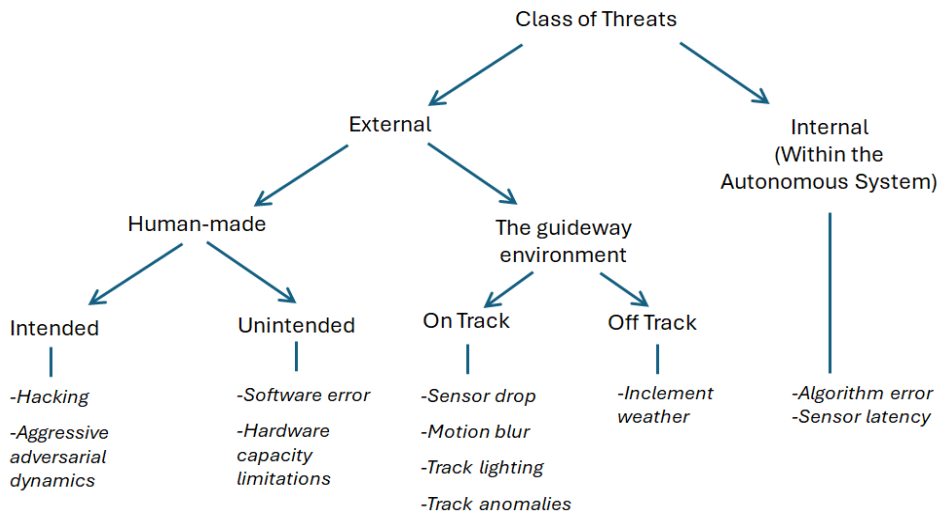 Class of Threats
External
Internal
(Within the
Autonomous System)
Human-made
The guideway
environment
Intended
Unintended
On Track
Off Track
-Hacking
-Aggressive
adversarial
dynamics
-Software error
-Hardware
capacity
limitations
-Sensor drop
-Motion blur
-Track lighting
-Track anomalies
-Inclement
weather
-Algorithm error
-Sensor latency